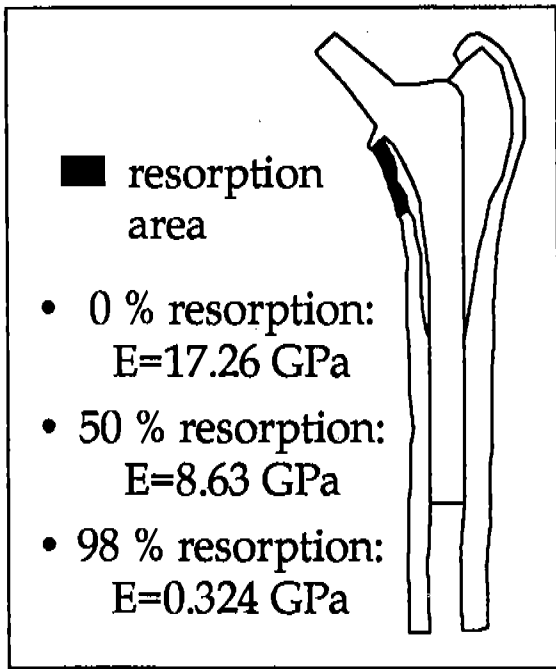 resorption
area
• 0 % resorption:
E=17.26 GPa
• 50 % resorption:
E=8.63 GPa
• 98 % resorption:
E=0.324 GPa